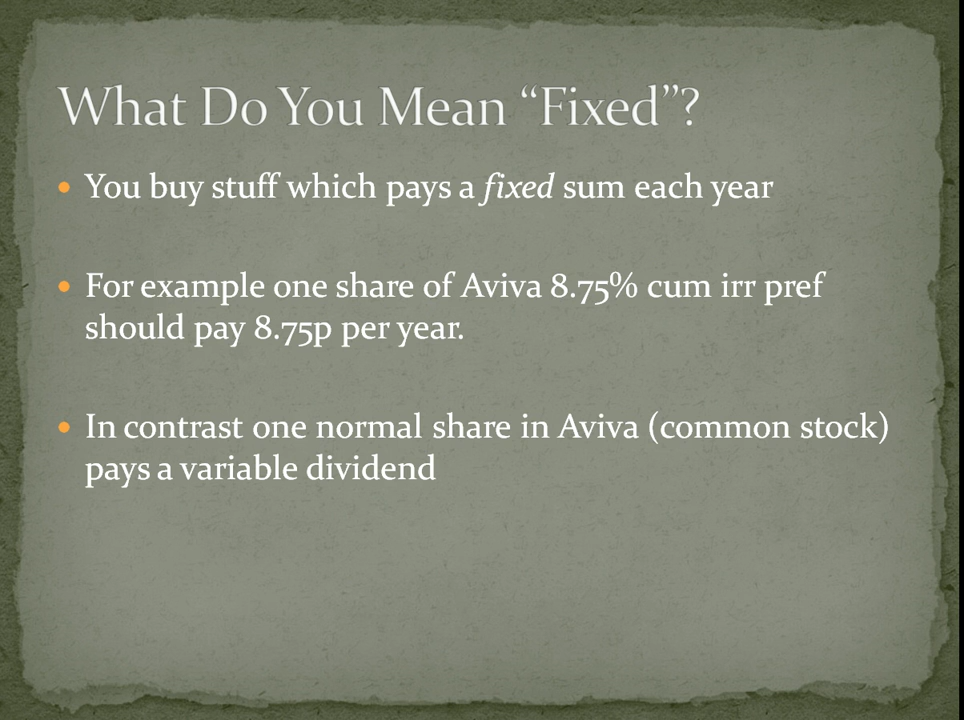 What Do You Mean “Fixed”?
• You buy stuff which pays a fixed sum each year
• For example one share of Aviva 8.75% cum irr pref
should pay 8.75p per year.
• In contrast one normal share in Aviva (common stock)
pays a variable dividend